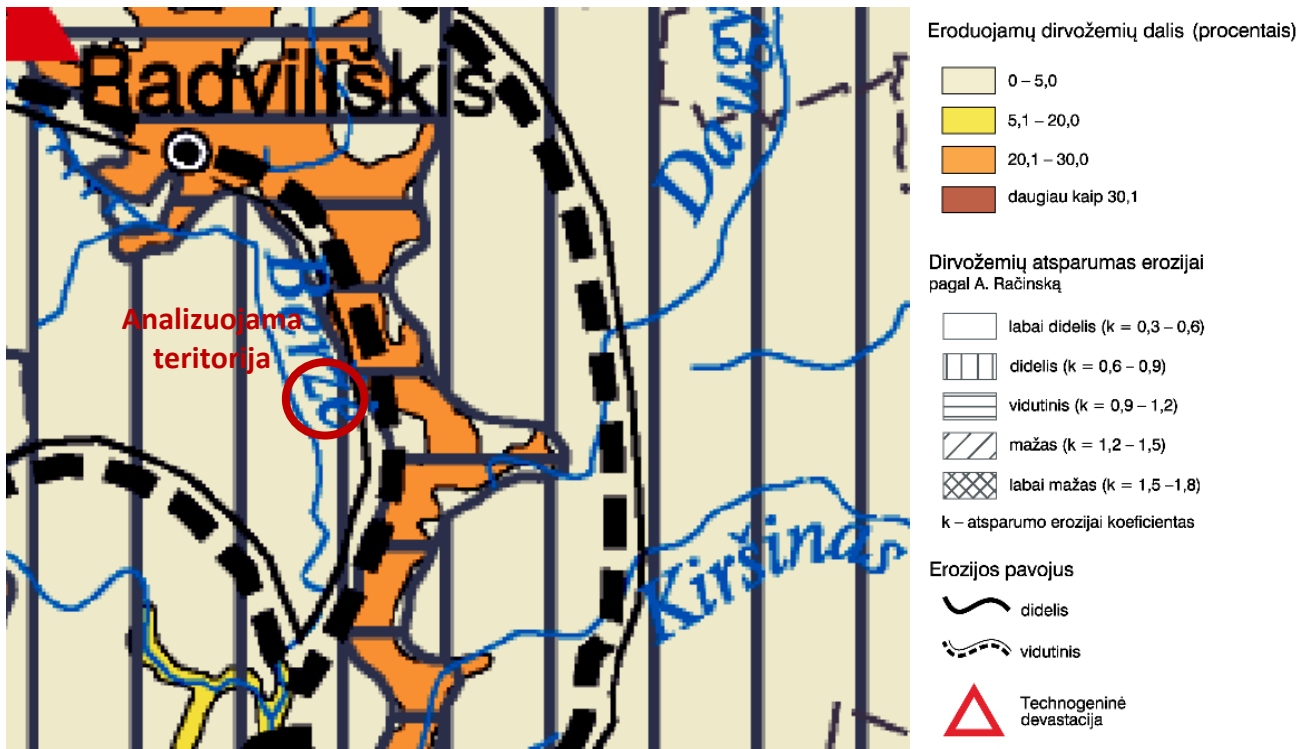 Radviliškis
Daugy
Beržė
Analizuojama
teritorija
Kiršinas
Eroduojamų dirvožemių dalis (procentais)
0 – 5,0
5,1 – 20,0
20,1 – 30,0
daugiau kaip 30,1
Dirvožemių atsparumas erozijai
pagal A. Račinską
labai didelis (k = 0,3 – 0,6)
didelis (k = 0,6 – 0,9)
vidutinis (k = 0,9 – 1,2)
mažas (k = 1,2 – 1,5)
labai mažas (k = 1,5 –1,8)
k – atsparumo erozijai koeficientas
Erozijos pavojus
didelis
vidutinis
Technogeninė
devastacija